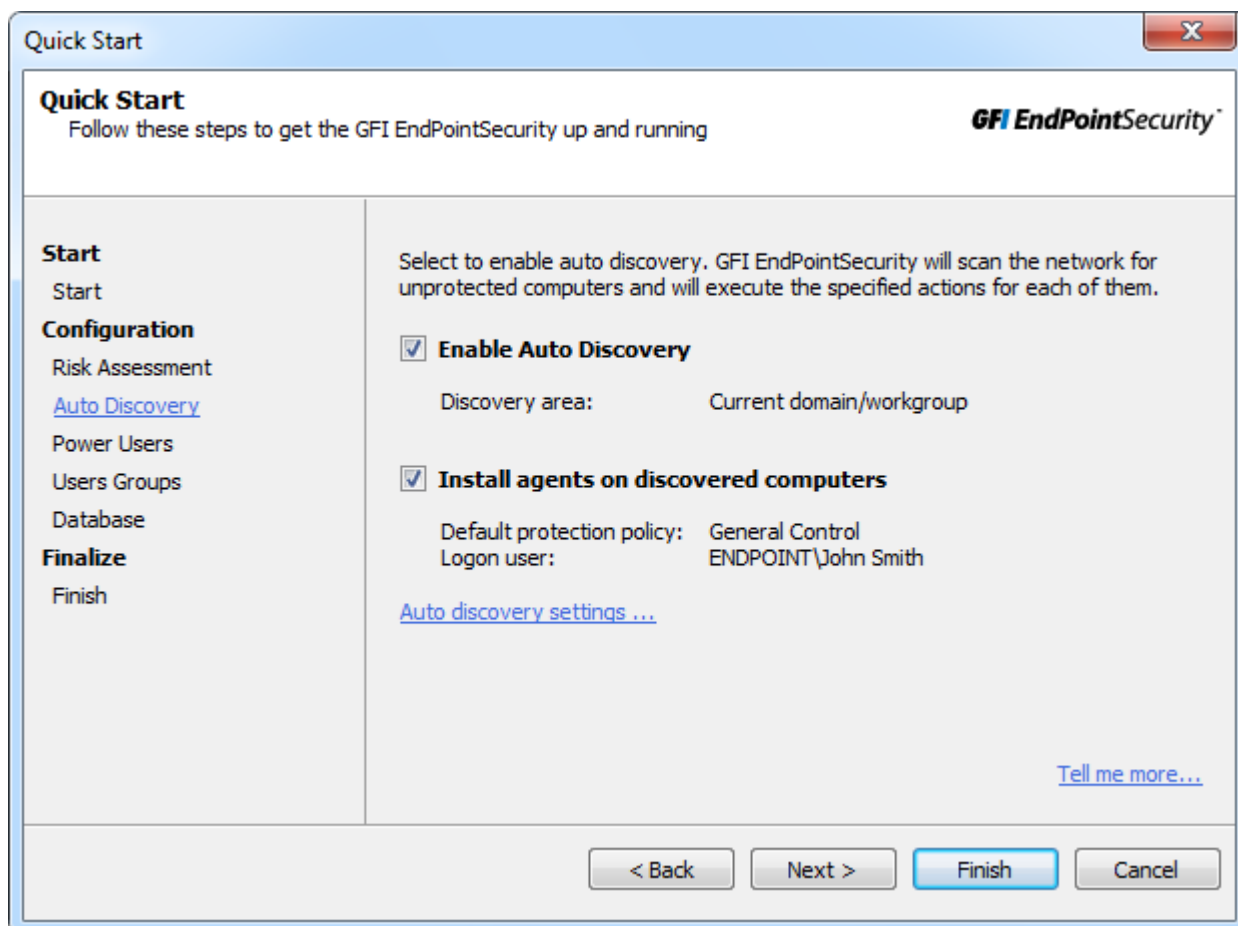 Quick Start
Quick Start
Follow these steps to get the GFI EndPointSecurity up and running
GFI EndPointSecurity™
Start
Start
Configuration
Risk Assessment
Auto Discovery
Power Users
Users Groups
Database
Finalize
Finish
Select to enable auto discovery. GFI EndPointSecurity will scan the network for
unprotected computers and will execute the specified actions for each of them.
Enable Auto Discovery
Discovery area: Current domain/workgroup
Install agents on discovered computers
Default protection policy: General Control
Logon user: ENDPOINT\John Smith
Auto discovery settings ...
Tell me more...
< Back Next > Finish Cancel